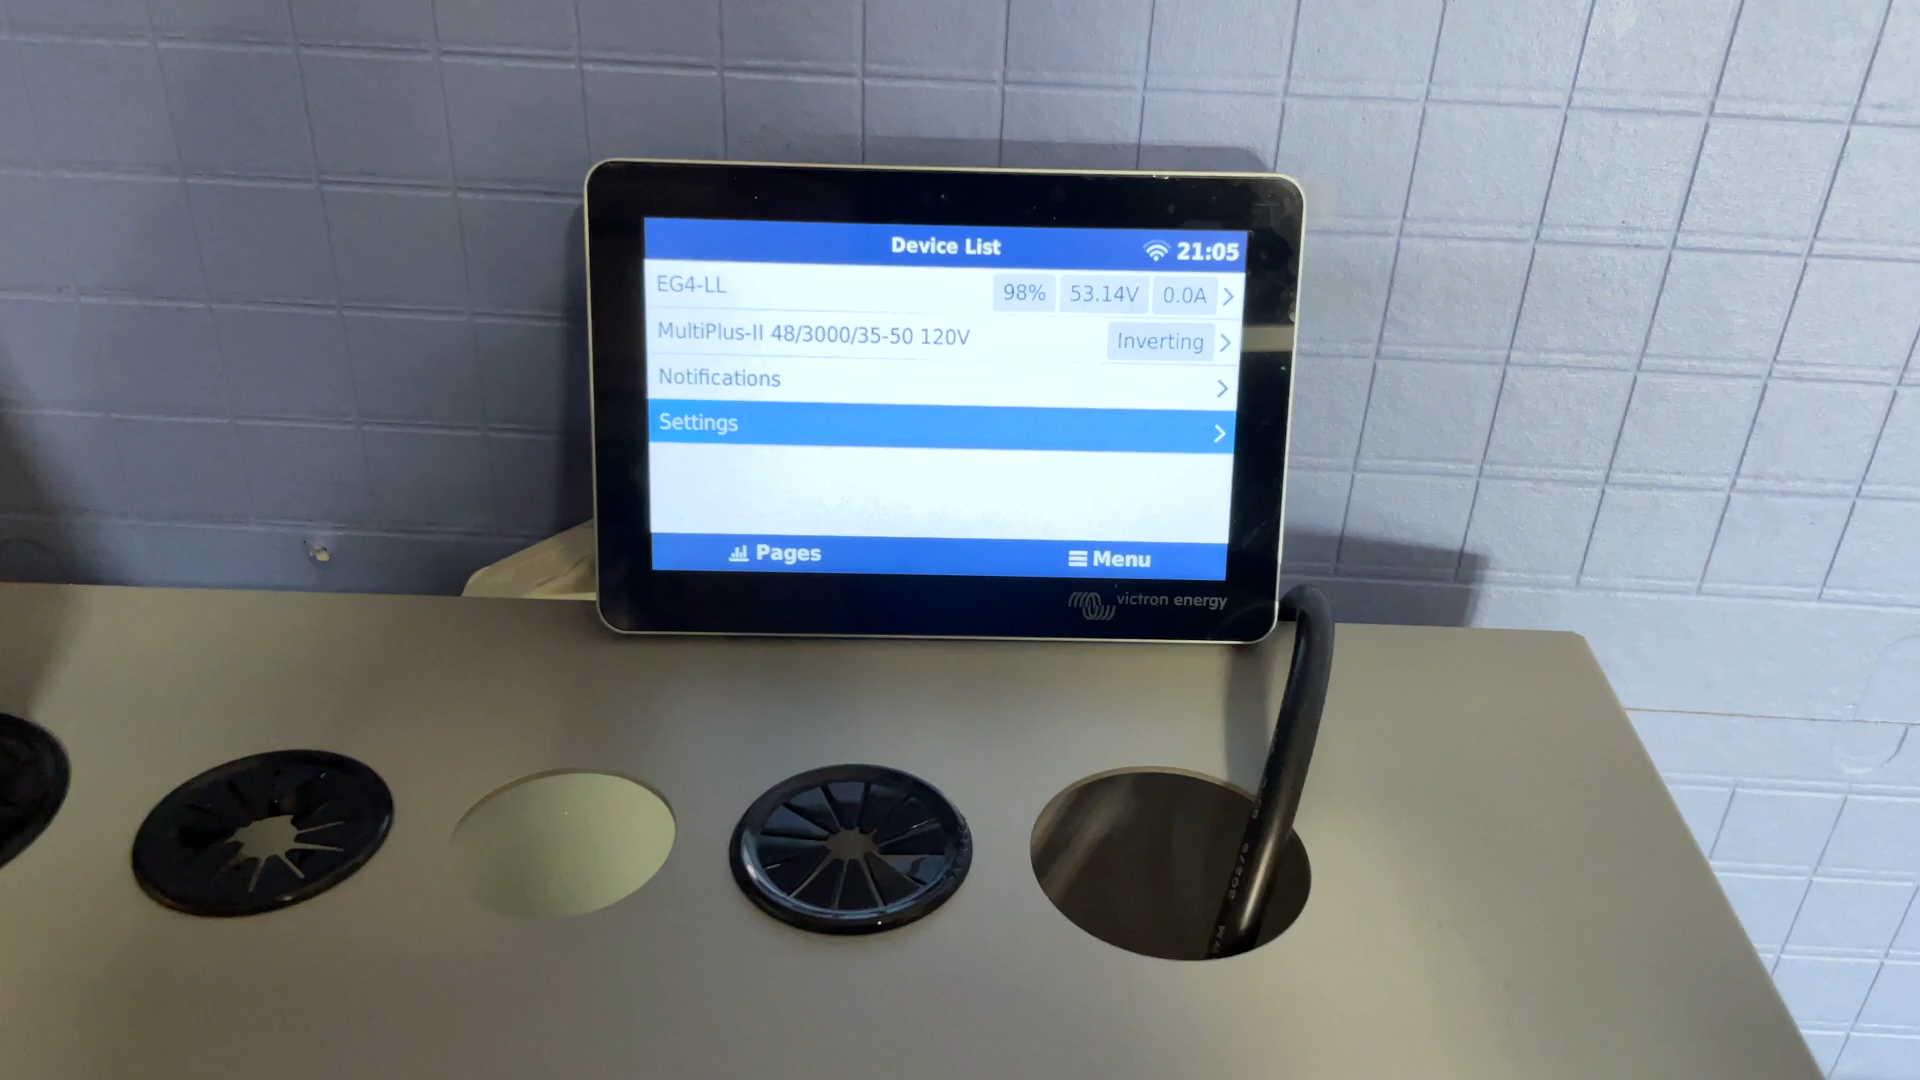 Device List 21:05
EG4-LL 98% 53.14V 0.0A
MultiPlus-II 48/3000/35-50 120V Inverting
Notifications
Settings
Pages Menu
victron energy